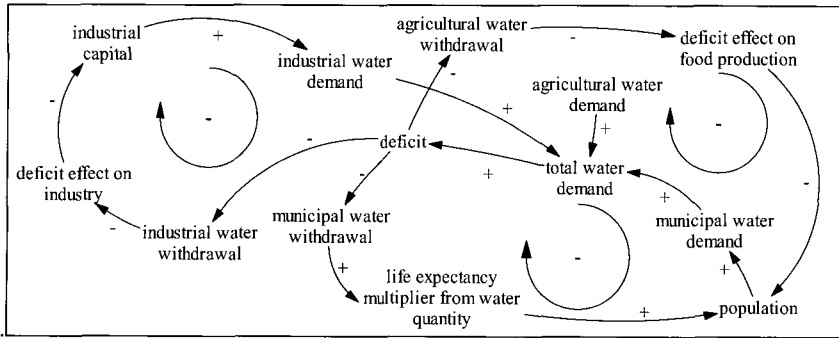 industrial
capital
+
industrial water
demand
agricultural water
withdrawal
-
deficit effect on
food production
-
-
+
agricultural water
demand
+
-
-
-
deficit
-
-
+
total water
demand
-
deficit effect on
industry
-
industrial water
withdrawal
municipal water
withdrawal
+
municipal water
demand
+
-
+
life expectancy
multiplier from water
quantity
+
population